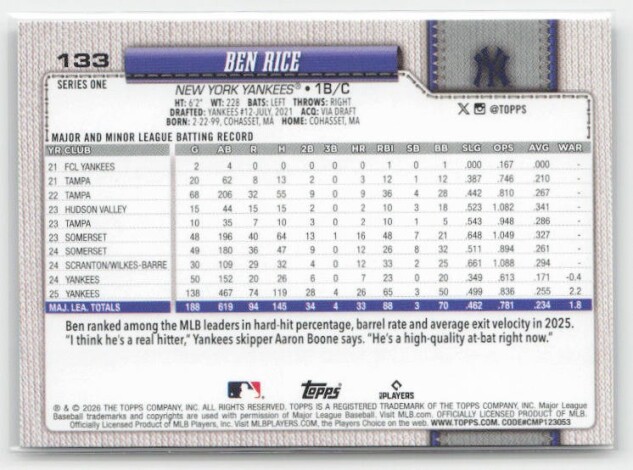 133
BEN RICE
SERIES ONE
NEW YORK YANKEES® • 1B/C
HT: 6'2" WT: 228 BATS: LEFT THROWS: RIGHT
DRAFTED: YANKEES #12-JULY, 2021 ACQ: VIA DRAFT
BORN: 2-22-99, COHASSET, MA HOME: COHASSET, MA
@TOPPS
MAJOR AND MINOR LEAGUE BATTING RECORD
YR CLUB G AB R H 2B 3B HR RBI SB BB SLG OPS AVG WAR
21 FCL YANKEES 2 4 0 0 0 0 0 1 0 1 .000 .167 .000 -
21 TAMPA 20 62 8 13 2 0 3 12 1 12 .387 .746 .210 -
22 TAMPA 68 206 32 55 9 0 9 36 4 28 .442 .810 .267 -
23 HUDSON VALLEY 15 44 15 15 2 0 2 10 3 18 .523 1.082 .341 -
23 TAMPA 10 35 7 10 3 0 2 10 1 5 .543 .948 .286 -
23 SOMERSET 48 196 40 64 13 1 16 48 7 21 .648 1.049 .327 -
24 SOMERSET 49 180 36 47 9 0 12 26 8 32 .511 .894 .261 -
24 SCRANTON/WILKES-BARRE 30 109 29 32 4 0 12 33 2 25 .661 1.088 .294 -
24 YANKEES 50 152 20 26 6 0 7 23 0 20 .349 .613 .171 -0.4
25 YANKEES 138 467 74 119 28 4 26 65 3 50 .499 .836 .255 2.2
MAJ. LEA. TOTALS 188 619 94 145 34 4 33 88 3 70 .462 .781 .234 1.8
Ben ranked among the MLB leaders in hard-hit percentage, barrel rate and average exit velocity in 2025.
"I think he's a real hitter," Yankees skipper Aaron Boone says. "He's a high-quality at-bat right now."
Topps
PLAYERS
® & © 2026 THE TOPPS COMPANY, INC. ALL RIGHTS RESERVED. TOPPS IS A REGISTERED TRADEMARK OF THE TOPPS COMPANY, INC. Major League
Baseball trademarks and copyrights are used with permission of Major League Baseball. Visit MLB.com. OFFICIALLY LICENSED PRODUCT OF MLB.
Officially Licensed Product of MLB Players, Inc. Visit MLBPLAYERS.com, the Players Choice on the web. WWW.TOPPS.COM. CODE#CMP123053